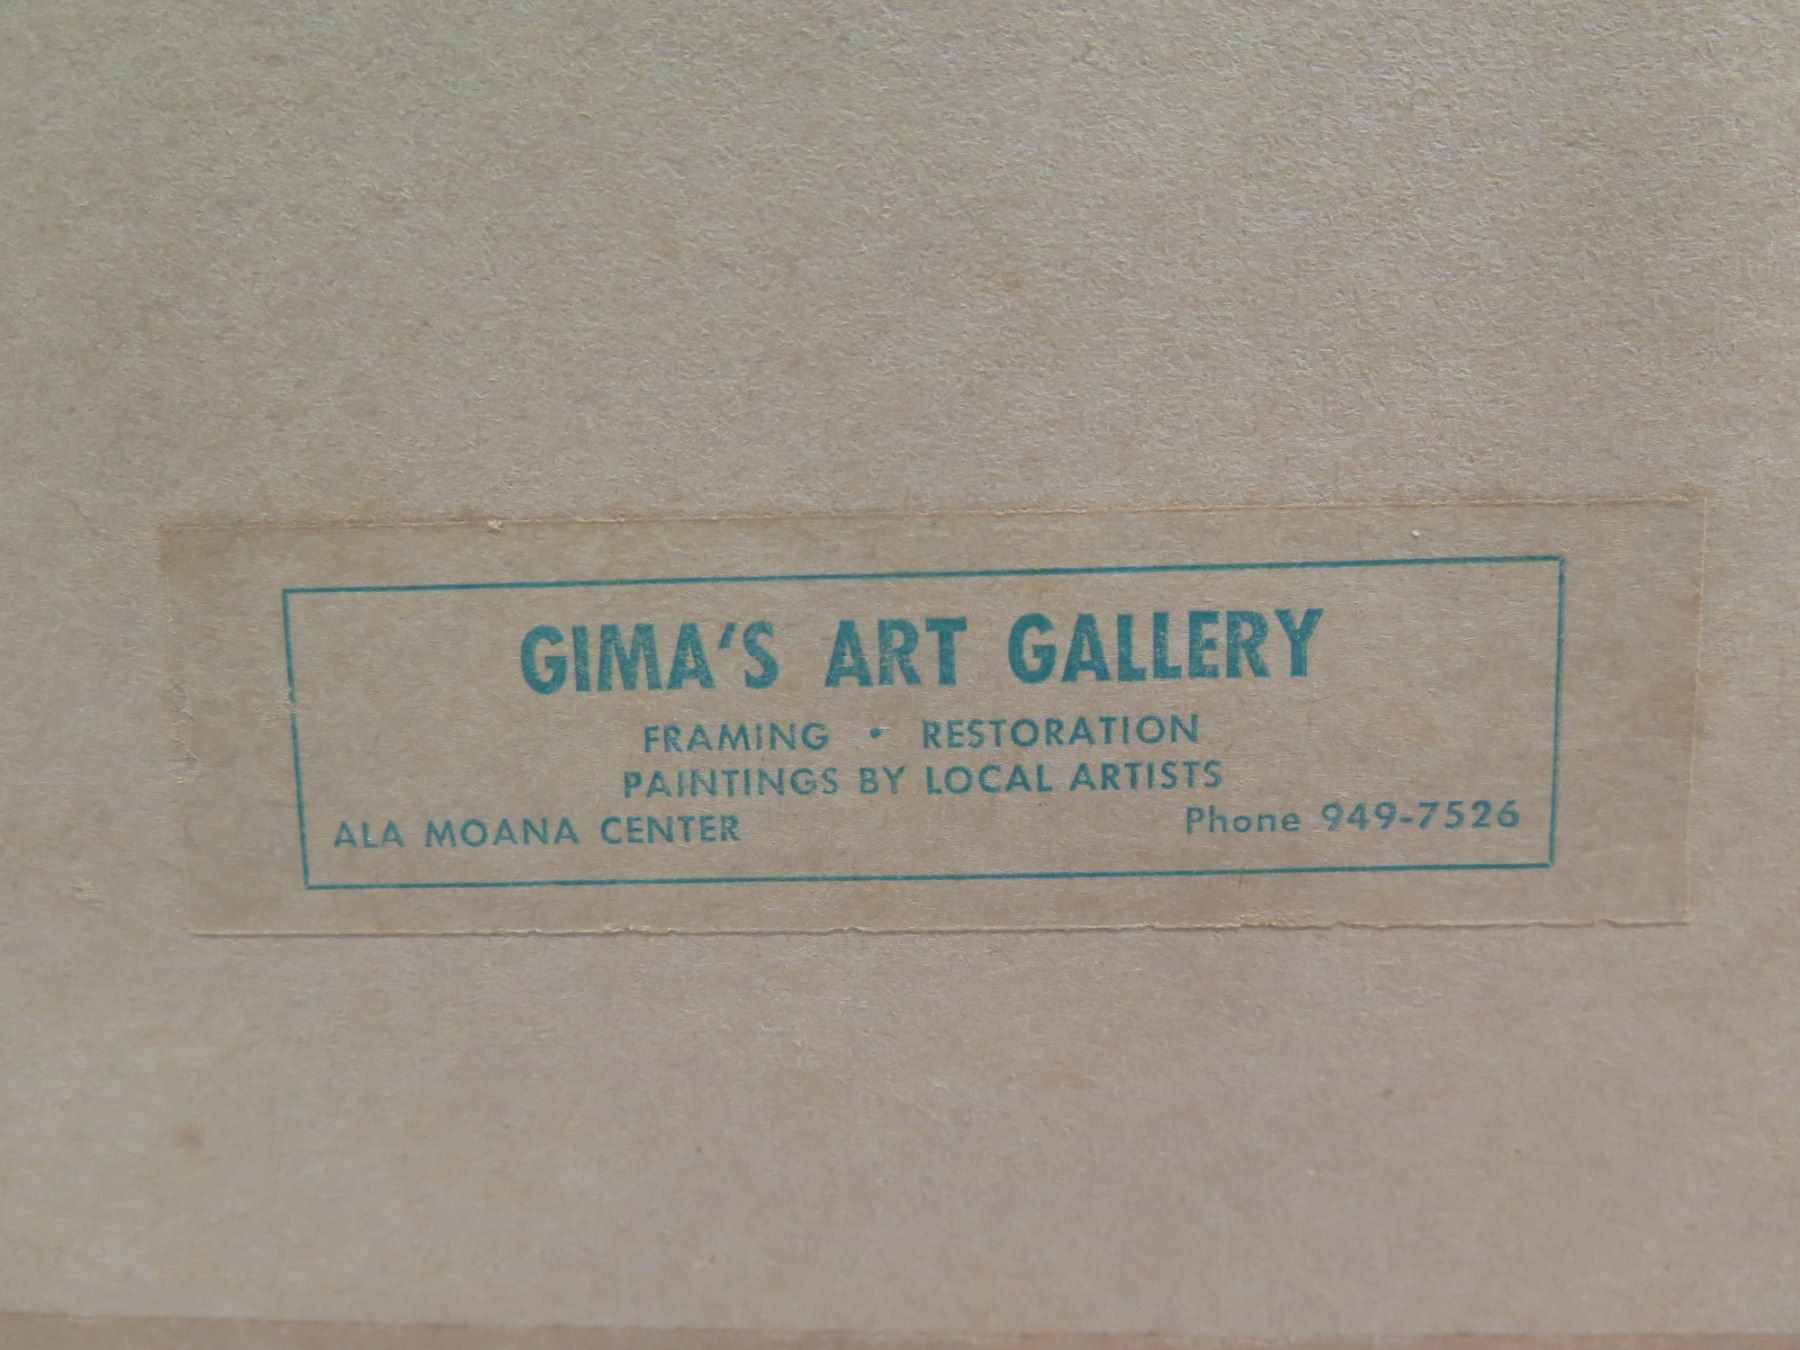 GIMA'S ART GALLERY
FRAMING • RESTORATION
PAINTINGS BY LOCAL ARTISTS
ALA MOANA CENTER Phone 949-7526